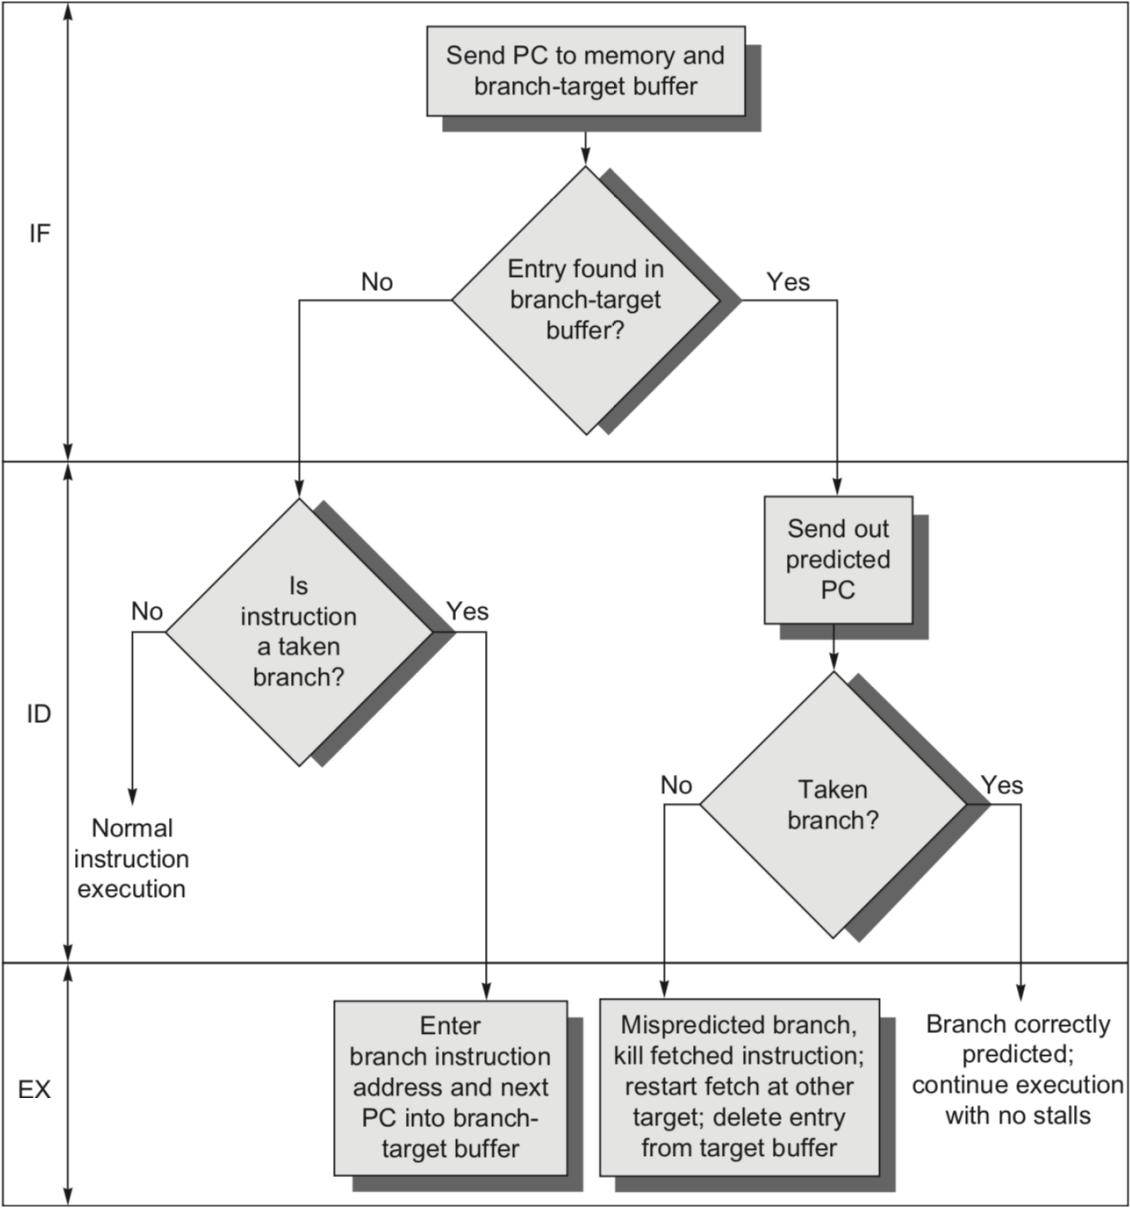 Send PC to memory and
branch-target buffer
IF
Entry found in
branch-target
buffer?
No
Yes
ID
Is
instruction
a taken
branch?
No
Yes
Normal
instruction
execution
Send out
predicted
PC
Taken
branch?
No
Yes
EX
Enter
branch instruction
address and next
PC into branch-
target buffer
Mispredicted branch,
kill fetched instruction;
restart fetch at other
target; delete entry
from target buffer
Branch correctly
predicted;
continue execution
with no stalls